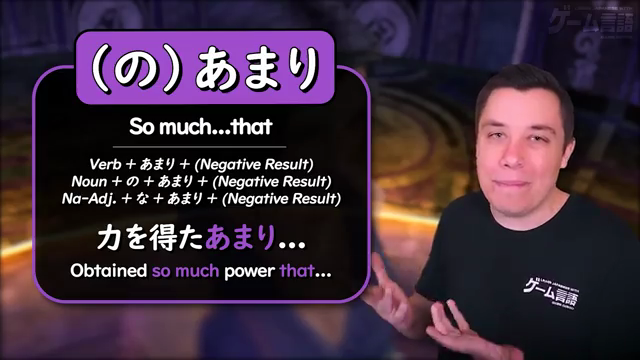 ゲーム言語
（の）あまり
So much...that
Verb + あまり + (Negative Result)
Noun + の + あまり + (Negative Result)
Na-Adj. + な + あまり + (Negative Result)
力を得たあまり...
Obtained so much power that...
ゲーム言語